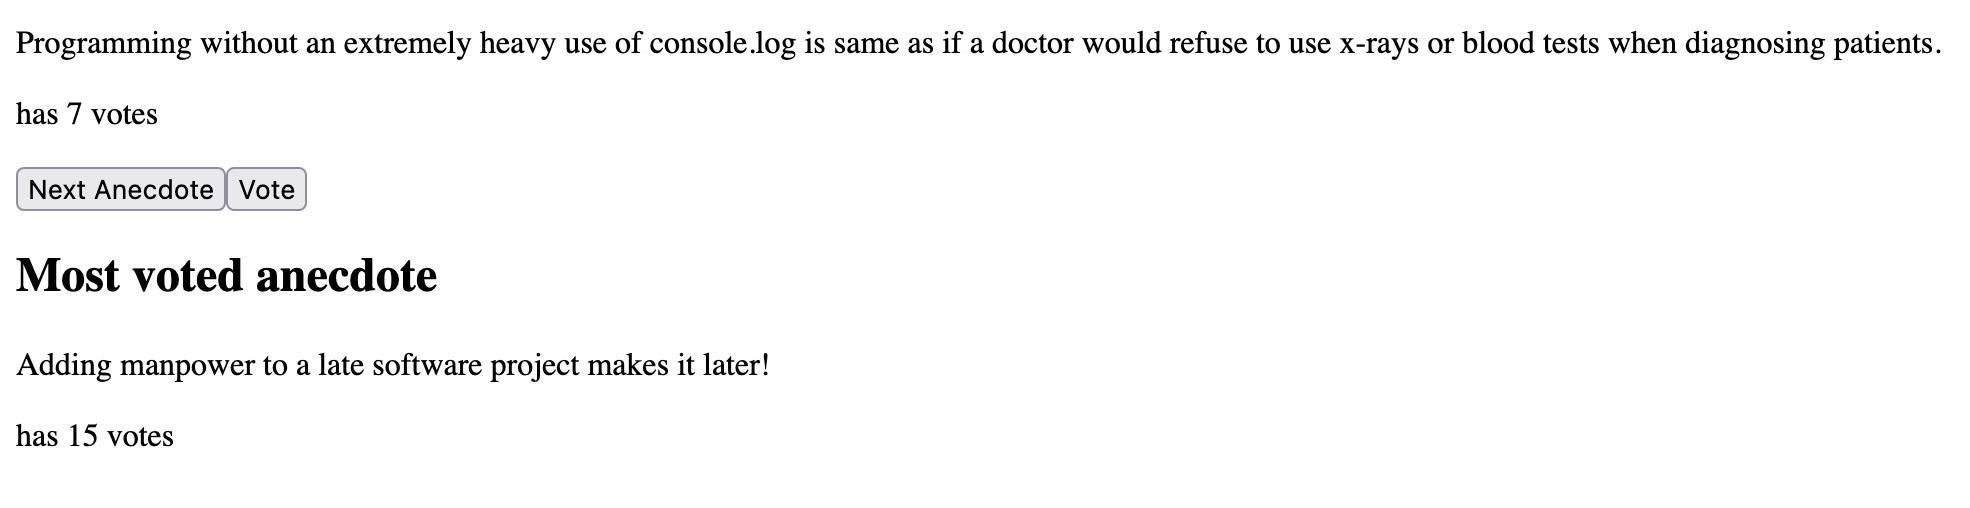 Programming without an extremely heavy use of console.log is same as if a doctor would refuse to use x-rays or blood tests when diagnosing patients.
has 7 votes
Next Anecdote Vote
Most voted anecdote
Adding manpower to a late software project makes it later!
has 15 votes